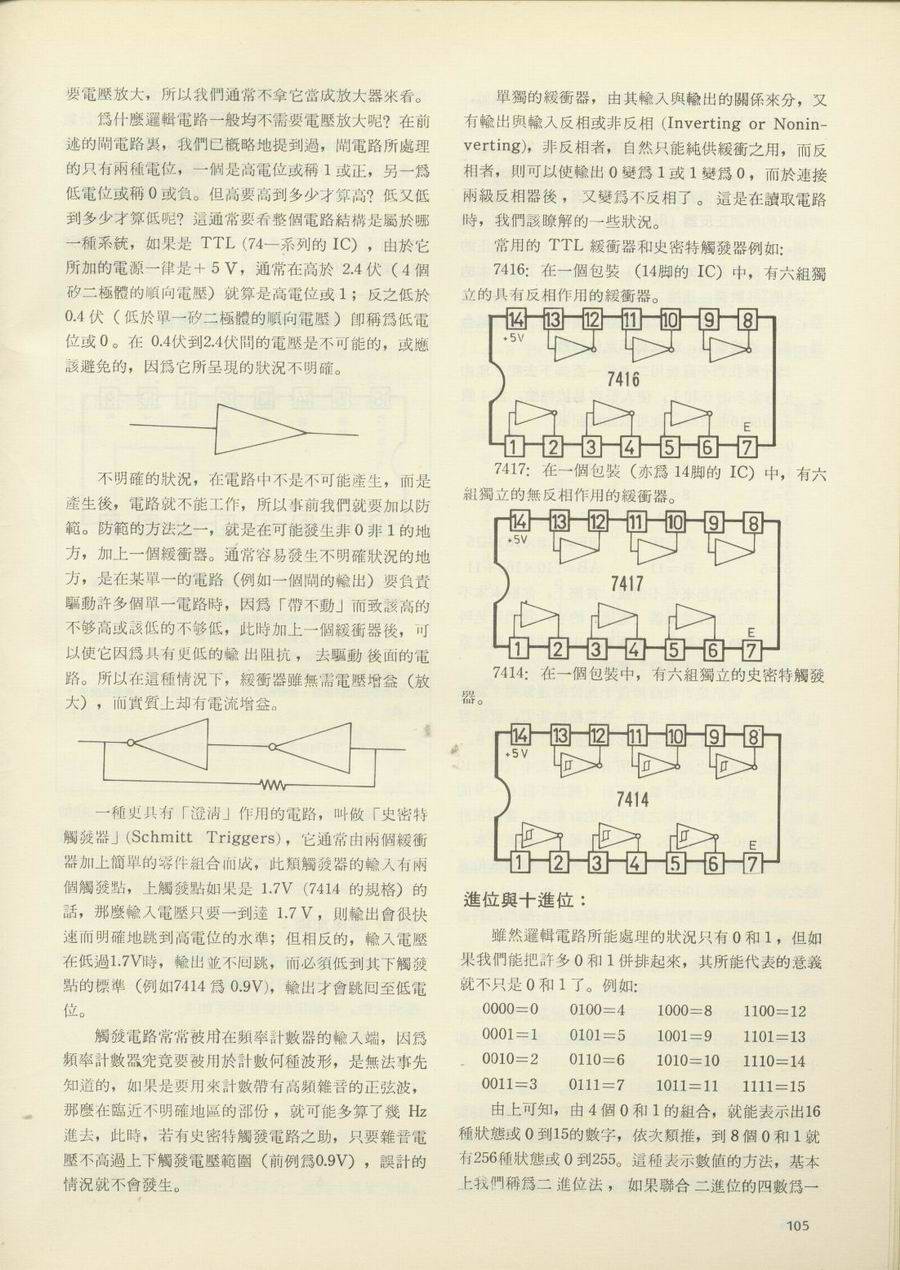 要電壓放大，所以我們通常不拿它當成放大器來看。
爲什麼邏輯電路一般均不需要電壓放大呢？在前
述的閘電路裏，我們已概略地提到過，閘電路所處理
的只有兩種電位，一個是高電位或稱1或正，另一爲
低電位或稱0或負。但高要高到多少才算高？低又低
到多少才算低呢？這通常要看整個電路結構是屬於哪
一種系統，如果是 TTL (74—系列的 IC)，由於它
所加的電源一律是＋5V，通常在高於 2.4伏（4個
矽二極體的順向電壓）就算是高電位或1；反之低於
0.4伏（低於單一矽二極體的順向電壓）卽稱爲低電
位或0。在 0.4伏到2.4伏間的電壓是不可能的，或應
該避免的，因爲它所呈現的狀況不明確。
不明確的狀況，在電路中不是不可能產生，而是
產生後，電路就不能工作，所以事前我們就要加以防
範。防範的方法之一，就是在可能發生非0非1的地
方，加上一個緩衝器。通常容易發生不明確狀況的地
方，是在某單一的電路（例如一個閘的輸出）要負責
驅動許多個單一電路時，因爲「帶不動」而致該高的
不够高或該低的不够低，此時加上一個緩衝器後，可
以使它因爲具有更低的輸出阻抗，去驅動後面的電
路。所以在這種情況下，緩衝器雖無需電壓增益（放
大），而實質上却有電流增益。
一種更具有「澄淸」作用的電路，叫做「史密特
觸發器」(Schmitt Triggers)，它通常由兩個緩衝
器加上簡單的零件組合而成，此類觸發器的輸入有兩
個觸發點，上觸發點如果是 1.7V (7414 的規格) 的
話，那麼輸入電壓只要一到達 1.7V，則輸出會很快
速而明確地跳到高電位的水準；但相反的，輸入電壓
在低過1.7V時，輸出並不回跳，而必須低到其下觸發
點的標準（例如7414爲 0.9V)，輸出才會跳回至低電
位。
觸發電路常常被用在頻率計數器的輸入端，因爲
頻率計數器究竟要被用於計數何種波形，是無法事先
知道的，如果是要用來計數帶有高頻雜音的正弦波，
那麼在臨近不明確地區的部份，就可能多算了幾 Hz
進去，此時，若有史密特觸發電路之助，只要雜音電
壓不高過上下觸發電壓範圍（前例爲0.9V），誤計的
情況就不會發生。
單獨的緩衝器，由其輸入與輸出的關係來分，又
有輸出與輸入反相或非反相 (Inverting or Nonin-
verting)，非反相者，自然只能純供緩衝之用，而反
相者，則可以使輸出0變爲1或1變爲0，而於連接
兩級反相器後，又變爲不反相了。這是在讀取電路
時，我們該瞭解的一些狀況。
常用的 TTL 緩衝器和史密特觸發器例如：
7416：在一個包裝（14脚的 IC）中，有六組獨
立的具有反相作用的緩衝器。
14 13 12 11 10 9 8
+5V
7416
E
1 2 3 4 5 6 7
7417：在一個包裝（亦爲 14脚的 IC）中，有六
組獨立的無反相作用的緩衝器。
14 13 12 11 10 9 8
+5V
7417
E
1 2 3 4 5 6 7
7414：在一個包裝中，有六組獨立的史密特觸發
器。
14 13 12 11 10 9 8
+5V
7414
E
1 2 3 4 5 6 7
進位與十進位：
雖然邏輯電路所能處理的狀況只有0和1，但如
果我們能把許多0和1併排起來，其所能代表的意義
就不只是0和1了。例如：
0000=0 0100=4 1000=8 1100=12
0001=1 0101=5 1001=9 1101=13
0010=2 0110=6 1010=10 1110=14
0011=3 0111=7 1011=11 1111=15
由上可知，由4個0和1的組合，就能表示出16
種狀態或0到15的數字，依次類推，到8個0和1就
有256種狀態或0到255。這種表示數値的方法，基本
上我們稱爲二進位法，如果聯合二進位的四數爲一
105